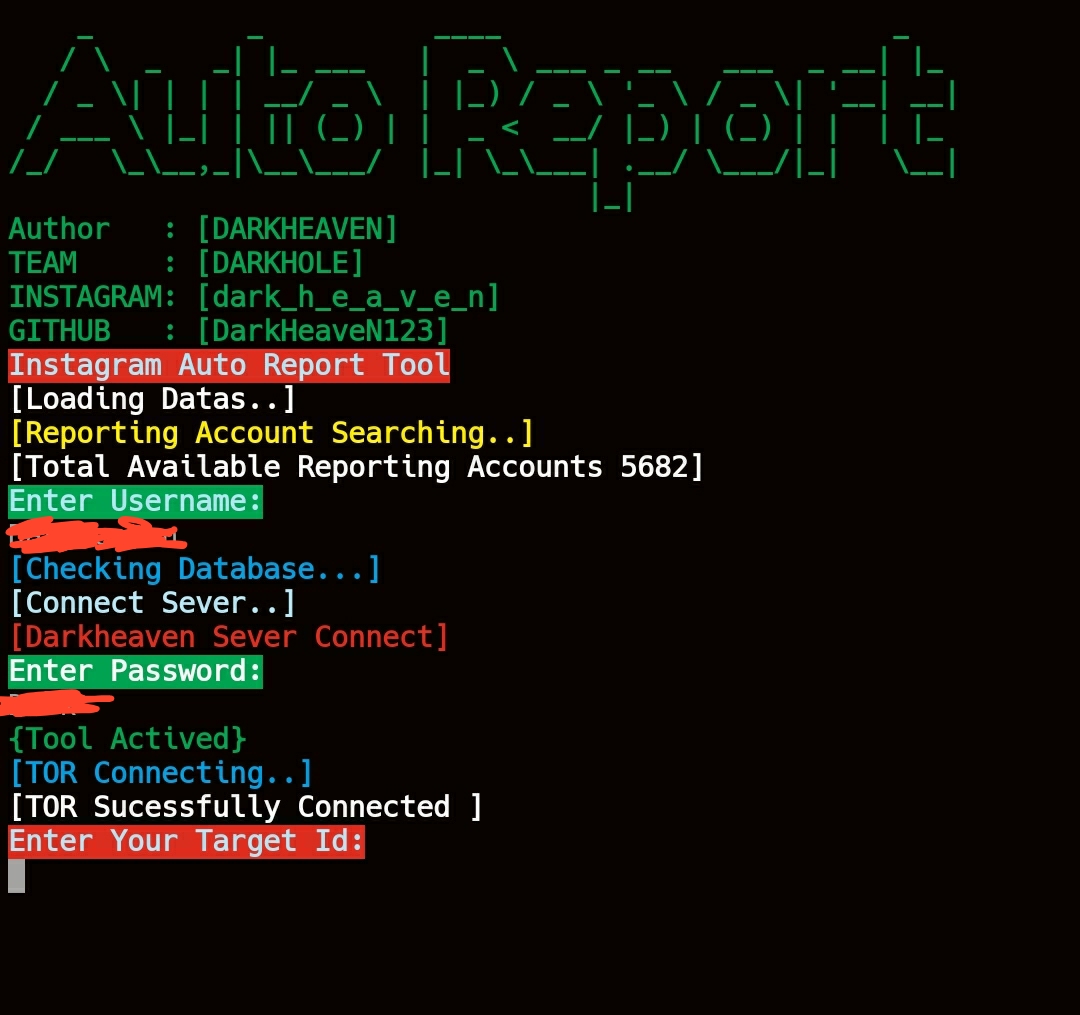 Auto Report
Author : [DARKHEAVEN]
TEAM : [DARKHOLE]
INSTAGRAM: [dark_h_e_a_v_e_n]
GITHUB : [DarkHeaveN123]
Instagram Auto Report Tool
[Loading Datas..]
[Reporting Account Searching..]
[Total Available Reporting Accounts 5682]
Enter Username:
[Checking Database...]
[Connect Sever..]
[Darkheaven Sever Connect]
Enter Password:
{Tool Actived}
[TOR Connecting..]
[TOR Sucessfully Connected ]
Enter Your Target Id: